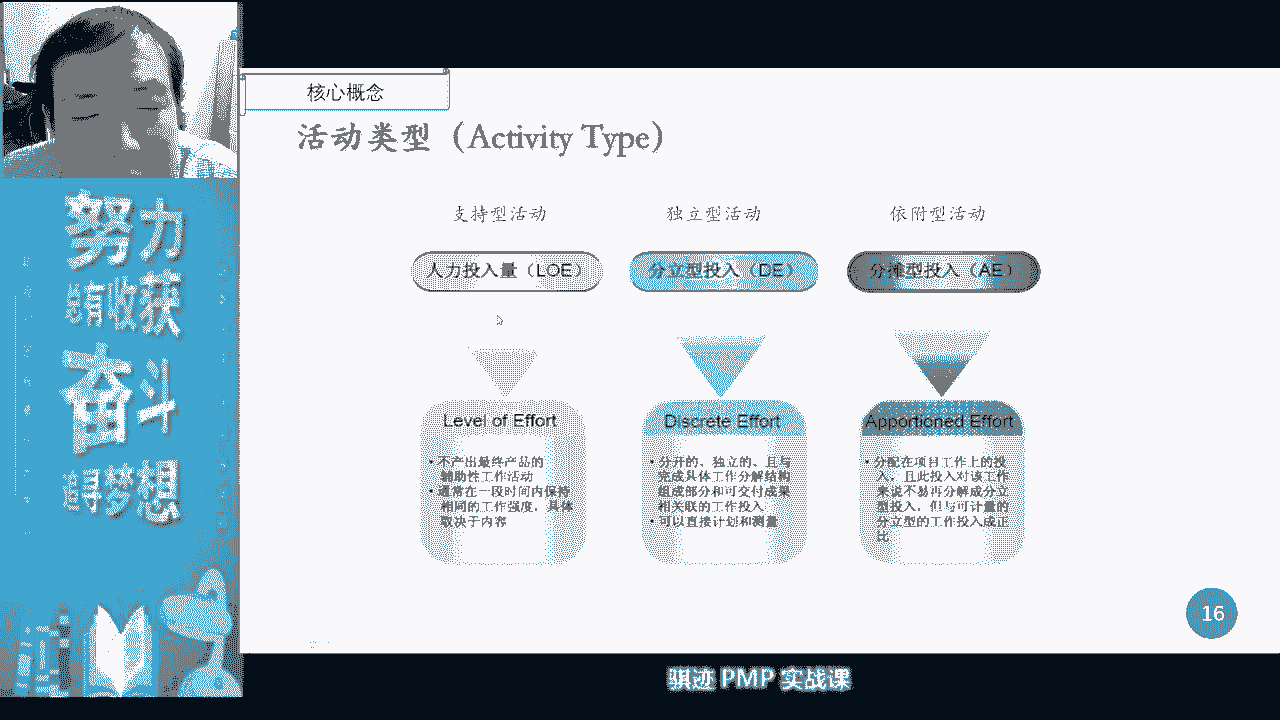 努力
总有收获
奋斗
自寻梦想
核心概念
活动类型（Activity Type）
支持型活动
独立型活动
依附型活动
人力投入量（LOE）
分立型投入（DE）
分摊型投入（AE）
Level of Effort
• 不产出最终产品的
辅助性工作活动
• 通常在一段时间内保持
相同的工作强度，具体
取决于内容
Discrete Effort
• 分开的、独立的、且与
完成具体工作分解结构
组成部分和可交付成果
相关联的工作投入
• 可以直接计划和测量
Apportioned Effort
分配在项目工作上的投
入，且此投入对该工作
来说不易再分解成分立
型投入，但与可计量的
分立型的工作投入成正
比
16
骐迹 PMP 实战课